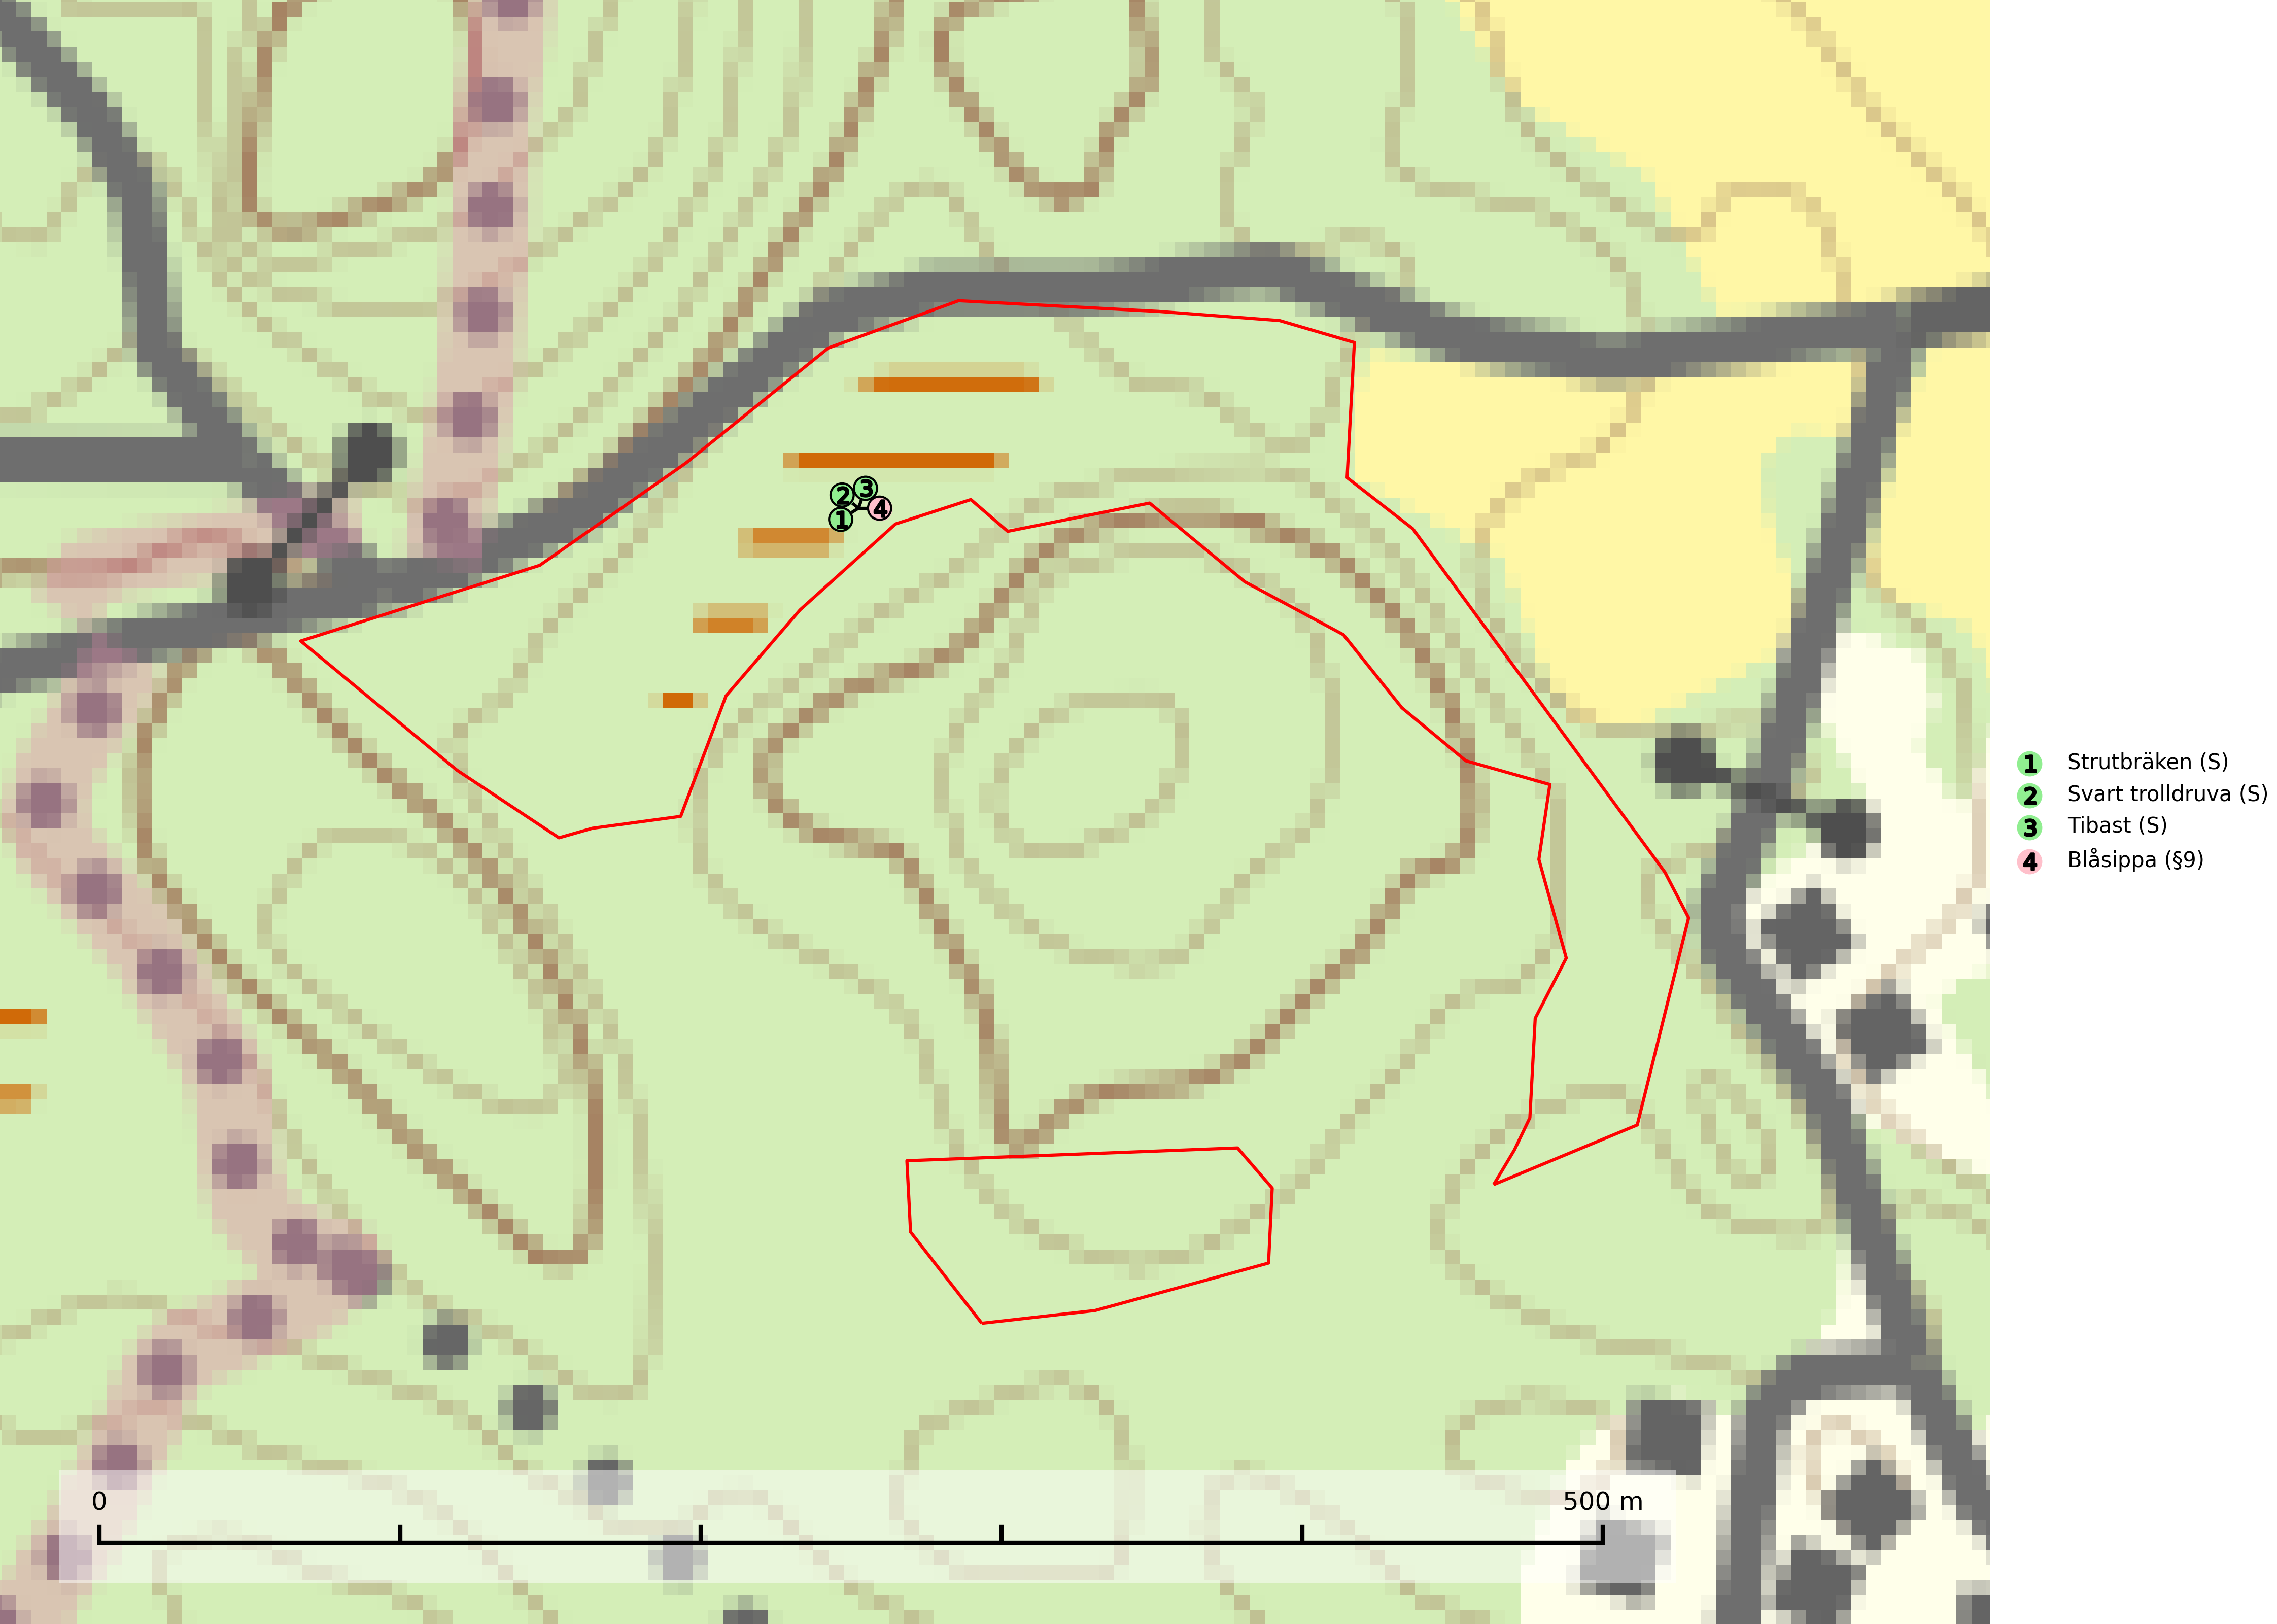 2 3
1 4
1 Strutbräken (S)
2 Svart trolldruva (S)
3 Tibast (S)
4 Blåsippa (§9)
0 500 m